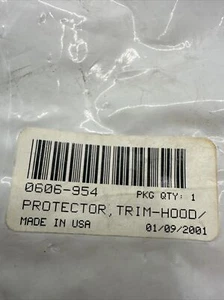 0606-954 PKG QTY: 1
PROTECTOR,TRIM-HOOD/
MADE IN USA 01/09/2001